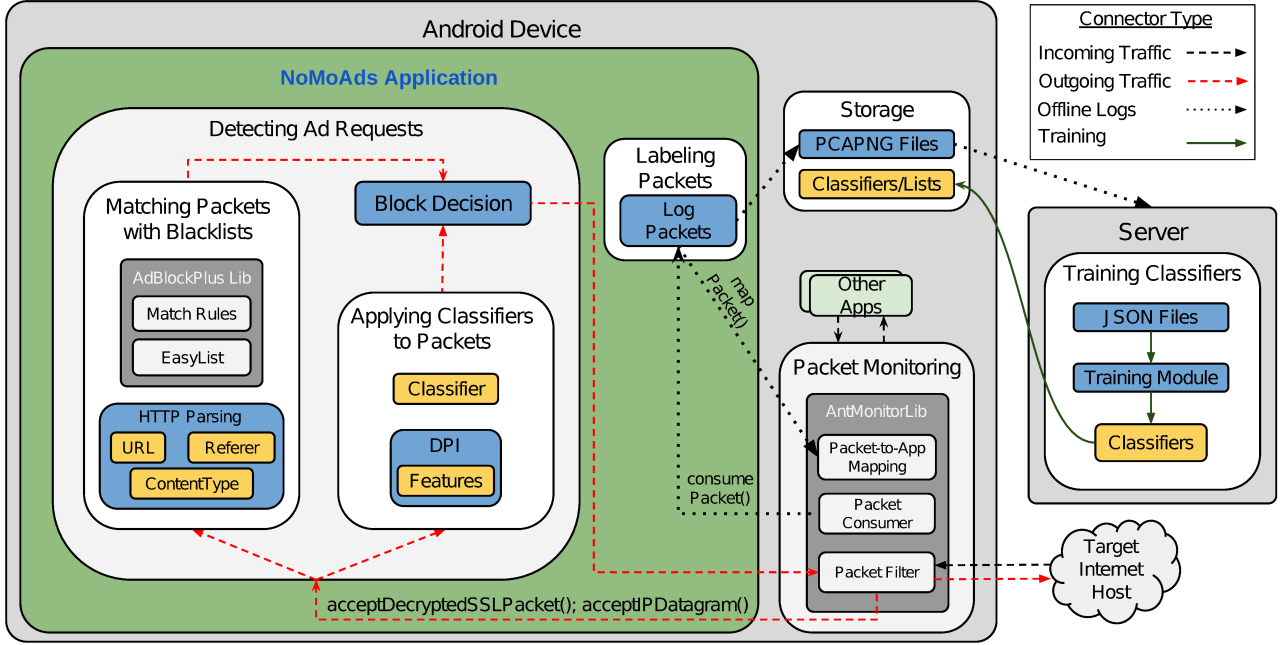 Android Device
NoMoAds Application
Detecting Ad Requests
Matching Packets
with Blacklists
AdBlockPlus Lib
Match Rules
EasyList
HTTP Parsing
URL
Referer
ContentType
Block Decision
Applying Classifiers
to Packets
Classifier
DPI
Features
acceptDecryptedSSLPacket(); acceptIPDatagram()
Labeling
Packets
Log
Packets
map
Packet()
consume
Packet()
Storage
PCAPNG Files
Classifiers/Lists
Other
Apps
Packet Monitoring
AntMonitorLib
Packet-to-App
Mapping
Packet
Consumer
Packet Filter
Connector Type
Incoming Traffic
Outgoing Traffic
Offline Logs
Training
Server
Training Classifiers
JSON Files
Training Module
Classifiers
Target
Internet
Host